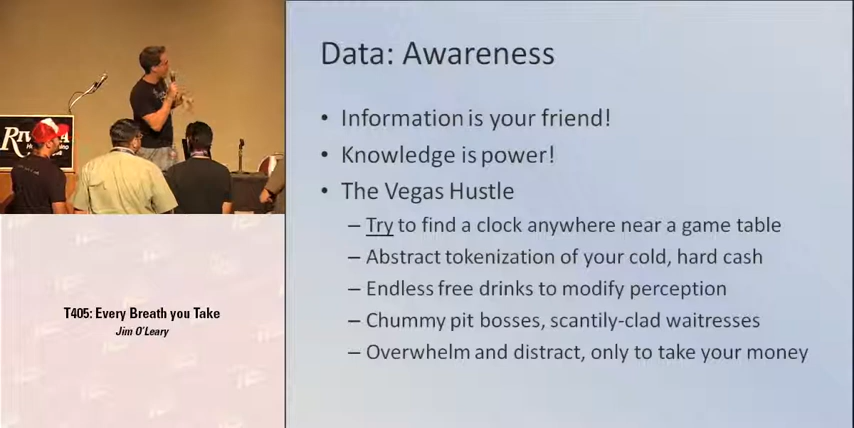 Data: Awareness
• Information is your friend!
• Knowledge is power!
• The Vegas Hustle
– Try to find a clock anywhere near a game table
– Abstract tokenization of your cold, hard cash
– Endless free drinks to modify perception
– Chummy pit bosses, scantily-clad waitresses
– Overwhelm and distract, only to take your money
T405: Every Breath you Take
Jim O'Leary